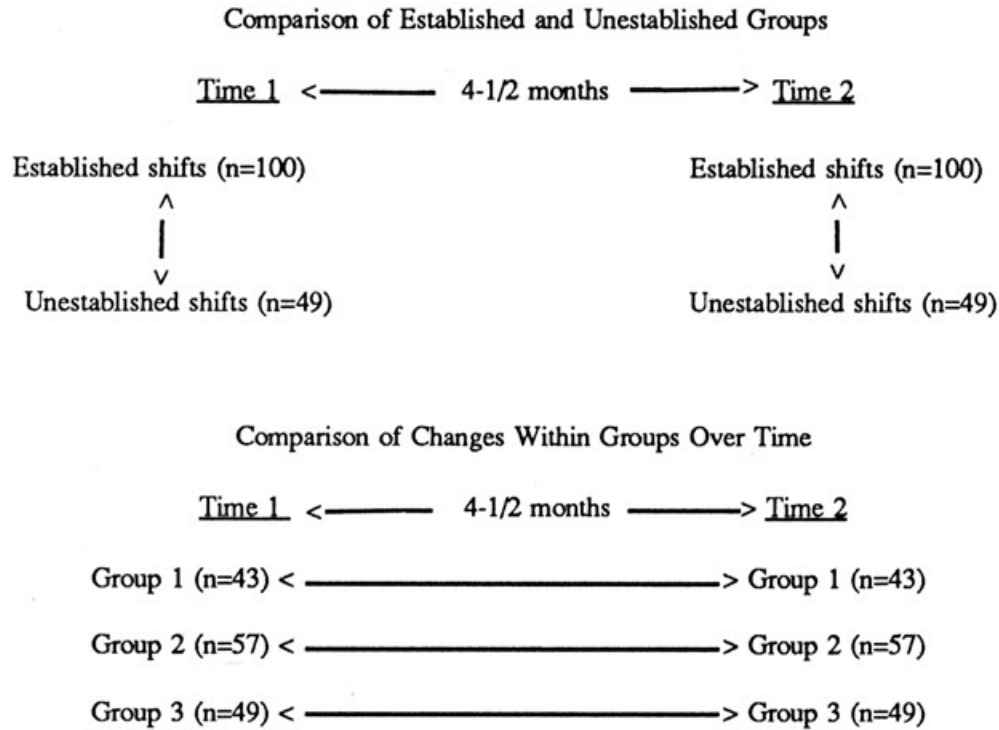 Comparison of Established and Unestablished Groups
Time 1 < 4-1/2 months > Time 2
Established shifts (n=100) Established shifts (n=100)
^ ^
v v
Unestablished shifts (n=49) Unestablished shifts (n=49)
Comparison of Changes Within Groups Over Time
Time 1 < 4-1/2 months > Time 2
Group 1 (n=43) < > Group 1 (n=43)
Group 2 (n=57) < > Group 2 (n=57)
Group 3 (n=49) < > Group 3 (n=49)